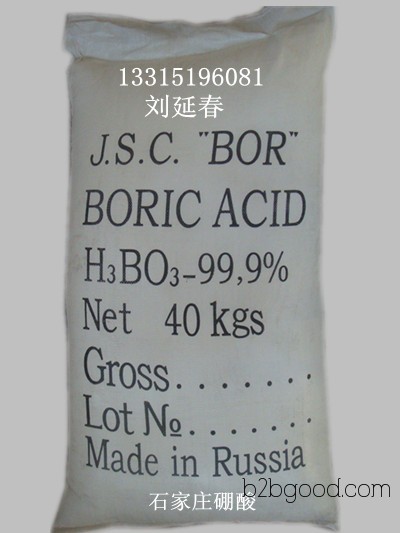 13315196081
刘延春
J.S.C. "BOR"
BORIC ACID
H₃BO₃-99,9%
Net 40 kgs
Gross.......
Lot №.......
Made in Russia
b2bgood.com
石家庄硼酸